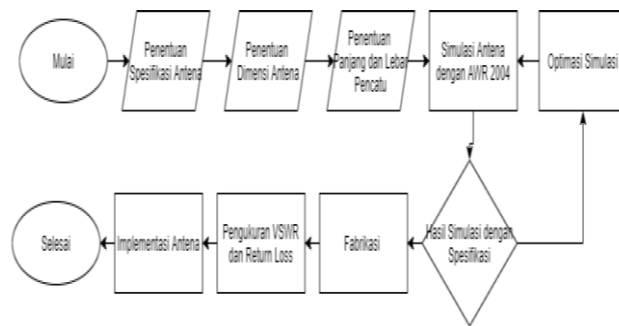 Mulai
Penentuan
Spesifikasi Antena
Penentuan
Dimensi Antena
Penentuan
Panjang dan Lebar
Pencatu
Simulasi Antena
dengan AWR 2004
Optimasi Simulasi
Hasil Simulasi dengan
Spesifikasi
Fabrikasi
Pengukuran VSWR
dan Return Loss
Implementasi Antena
Selesai